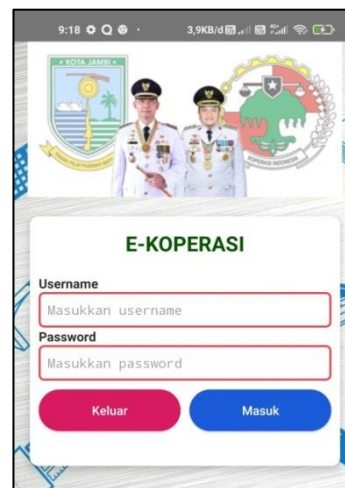 9:18
3,9KB/d
KOTA JAMBI
KOPERASI INDONESIA
E-KOPERASI
Username
Masukkan username
Password
Masukkan password
Keluar
Masuk